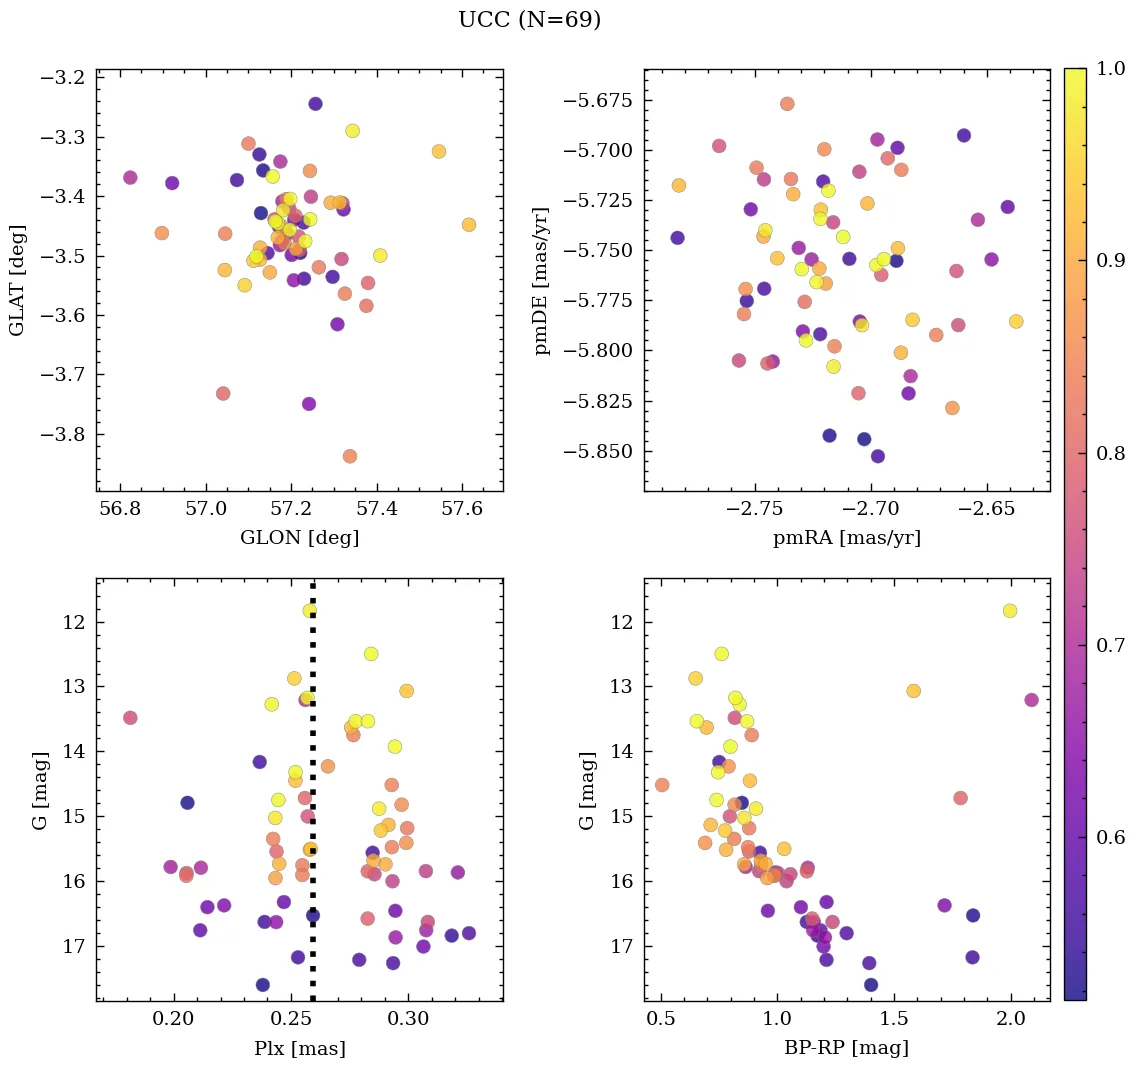 UCC (N=69)
−3.2
−3.3
−3.4
−3.5
−3.6
−3.7
−3.8
GLAT [deg]
56.8 57.0 57.2 57.4 57.6
GLON [deg]
−5.675
−5.700
−5.725
−5.750
−5.775
−5.800
−5.825
−5.850
pmDE [mas/yr]
−2.75 −2.70 −2.65
pmRA [mas/yr]
1.0
0.9
0.8
0.7
0.6
12
13
14
15
16
17
G [mag]
0.20 0.25 0.30
Plx [mas]
12
13
14
15
16
17
G [mag]
0.5 1.0 1.5 2.0
BP-RP [mag]